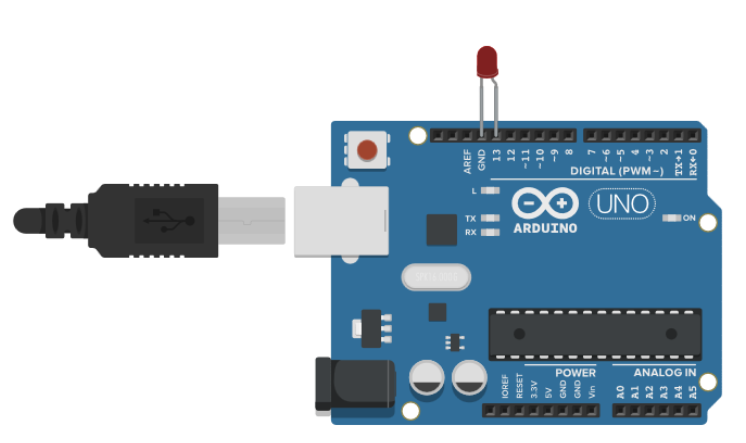 AREF
GND
13
12
~11
~10
~9
8
7
~6
~5
4
~3
2
TX→1
RX←0
DIGITAL (PWM~)
L
TX
RX
UNO
ARDUINO
ON
IOREF
RESET
3.3V
5V
GND
GND
Vin
POWER
ANALOG IN
A0
A1
A2
A3
A4
A5